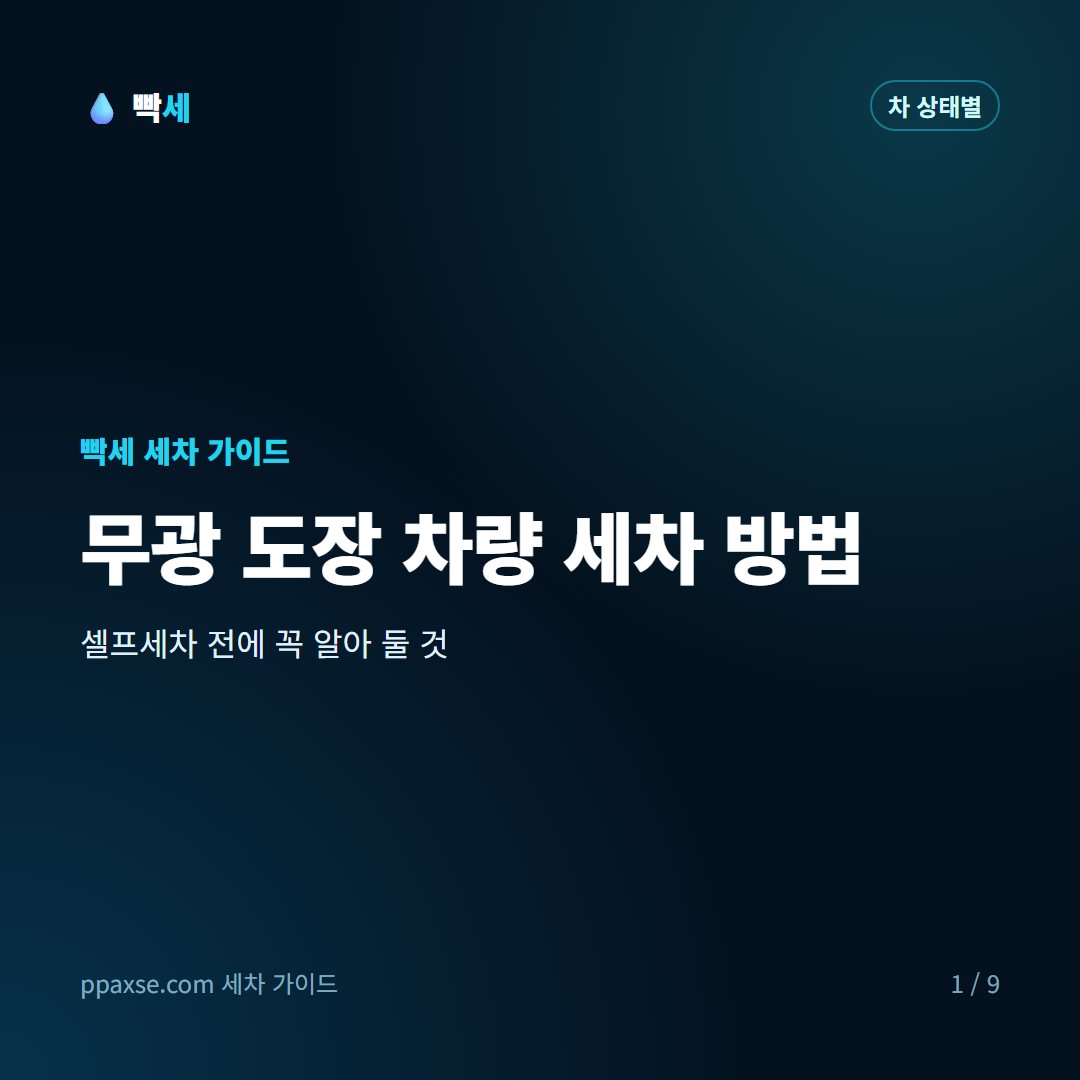 빡세
차 상태별
빡세 세차 가이드
무광 도장 차량 세차 방법
셀프세차 전에 꼭 알아 둘 것
ppaxse.com 세차 가이드
1 / 9